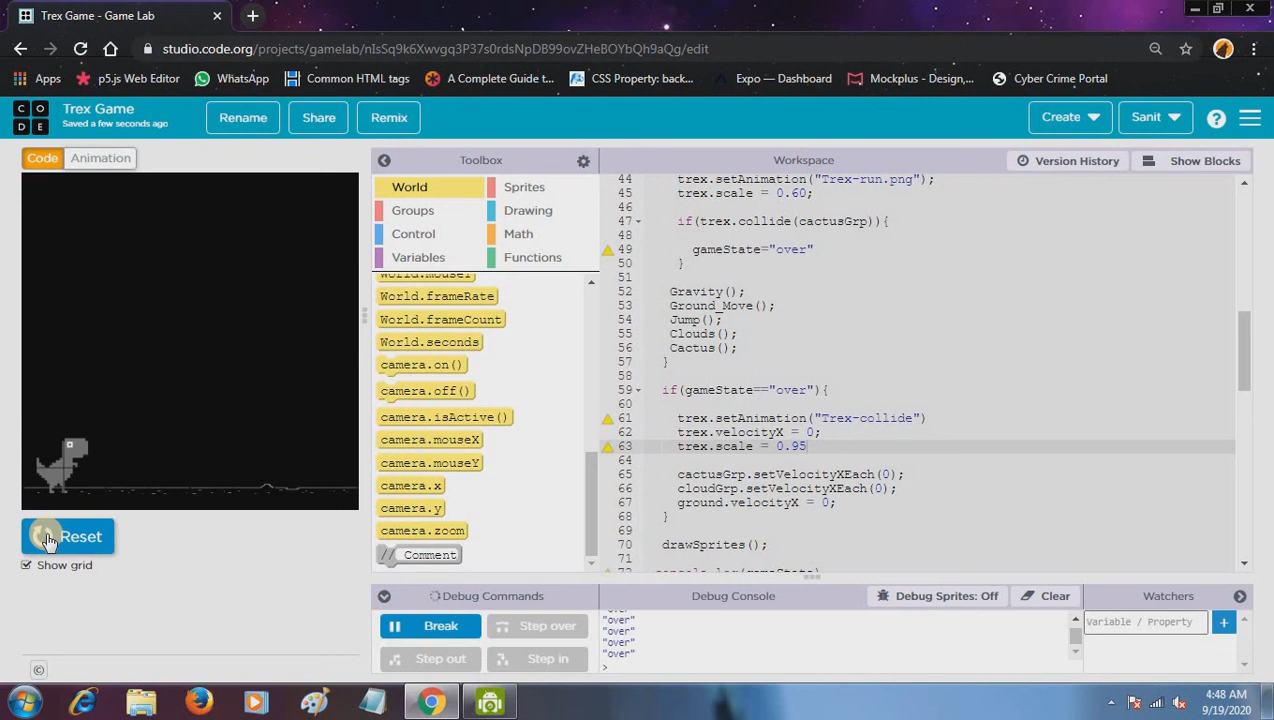 Trex Game - Game Lab
studio.code.org/projects/gamelab/nIsSq9k6Xwvgq3P37s0rdsNpDB99ovZHeBOYbQh9aQg/edit
Apps p5.js Web Editor WhatsApp Common HTML tags A Complete Guide t... CSS Property: back... Expo — Dashboard Mockplus - Design,... Cyber Crime Portal
C O D E
Trex Game
Saved a few seconds ago
Rename Share Remix Create Sanit ?
Code Animation
Toolbox
Workspace
Version History
Show Blocks
World
Sprites
Groups
Drawing
Control
Math
Variables
Functions
World.mouseY
World.frameRate
World.frameCount
World.seconds
camera.on()
camera.off()
camera.isActive()
camera.mouseX
camera.mouseY
camera.x
camera.y
camera.zoom
// Comment
44 trex.setAnimation("Trex-run.png");
45 trex.scale = 0.60;
46
47 if(trex.collide(cactusGrp)){
48
49 gameState="over"
50 }
51
52 Gravity();
53 Ground_Move();
54 Jump();
55 Clouds();
56 Cactus();
57 }
58
59 if(gameState=="over"){
60
61 trex.setAnimation("Trex-collide")
62 trex.velocityX = 0;
63 trex.scale = 0.95
64
65 cactusGrp.setVelocityXEach(0);
66 cloudGrp.setVelocityXEach(0);
67 ground.velocityX = 0;
68 }
69
70 drawSprites();
71
72 console.log(gameState)
Reset
Show grid
Debug Commands
Debug Console
Debug Sprites: Off
Clear
Watchers
Break
Step over
Step out
Step in
"over"
"over"
"over"
"over"
>
Variable / Property
+
©
4:48 AM
9/19/2020